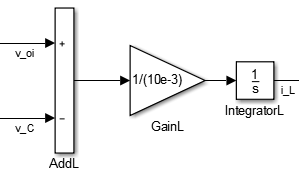 +
v_oi
−
v_C
AddL
1/(10e-3)
GainL
1
s
IntegratorL
i_L